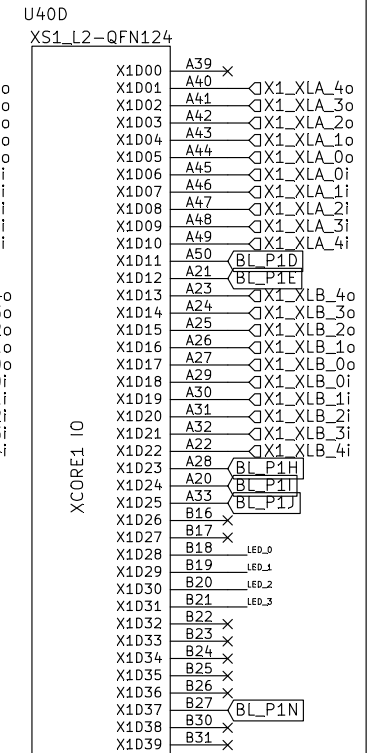 U40D
XS1_L2-QFN124
XCORE1 IO
X1D00 A39
X1D01 A40 X1_XLA_4o
X1D02 A41 X1_XLA_3o
X1D03 A42 X1_XLA_2o
X1D04 A43 X1_XLA_1o
X1D05 A44 X1_XLA_0o
X1D06 A45 X1_XLA_0i
X1D07 A46 X1_XLA_1i
X1D08 A47 X1_XLA_2i
X1D09 A48 X1_XLA_3i
X1D10 A49 X1_XLA_4i
X1D11 A50 BL_P1D
X1D12 A21 BL_P1E
X1D13 A23 X1_XLB_4o
X1D14 A24 X1_XLB_3o
X1D15 A25 X1_XLB_2o
X1D16 A26 X1_XLB_1o
X1D17 A27 X1_XLB_0o
X1D18 A29 X1_XLB_0i
X1D19 A30 X1_XLB_1i
X1D20 A31 X1_XLB_2i
X1D21 A32 X1_XLB_3i
X1D22 A22 X1_XLB_4i
X1D23 A28 BL_P1H
X1D24 A20 BL_P1I
X1D25 A33 BL_P1J
X1D26 B16
X1D27 B17
X1D28 B18 LED_0
X1D29 B19 LED_1
X1D30 B20 LED_2
X1D31 B21 LED_3
X1D32 B22
X1D33 B23
X1D34 B24
X1D35 B25
X1D36 B26
X1D37 B27 BL_P1N
X1D38 B30
X1D39 B31